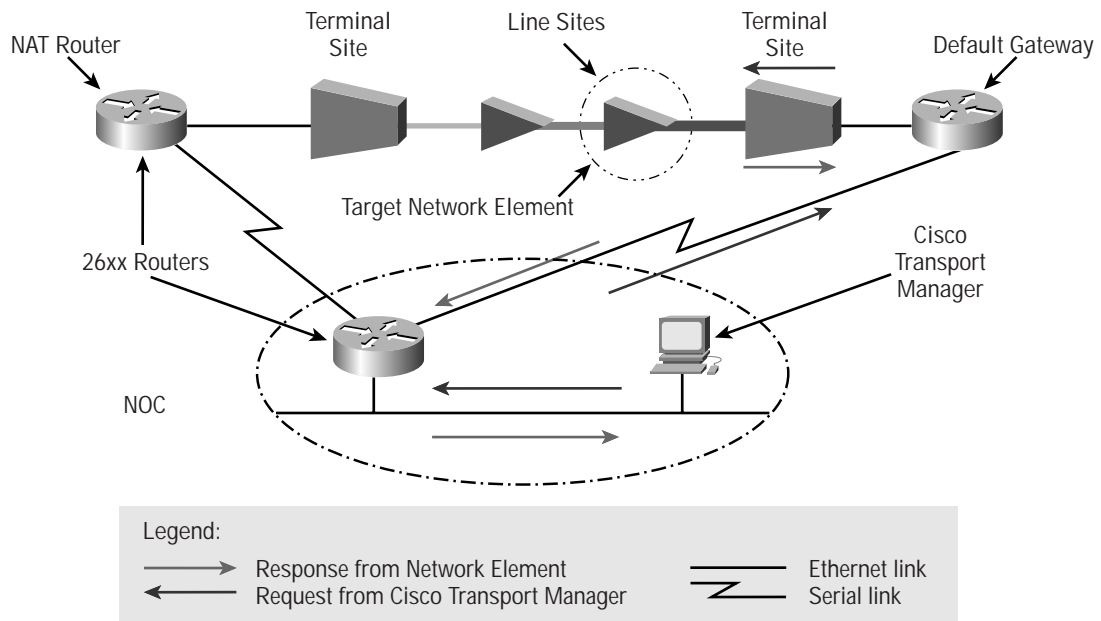 NAT Router
Terminal
Site
Line Sites
Terminal
Site
Default Gateway
Target Network Element
26xx Routers
Cisco
Transport
Manager
NOC
Legend:
Response from Network Element
Request from Cisco Transport Manager
Ethernet link
Serial link